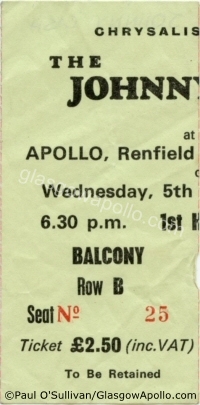 CHRYSALIS
THE
JOHNNY
at
APOLLO, Renfield
Wednesday, 5th
6.30 p.m. 1st H
BALCONY
Row B
Seat No 25
Ticket £2.50 (inc. VAT)
To Be Retained
glasgowapollo.com
©Paul O'Sullivan/GlasgowApollo.com